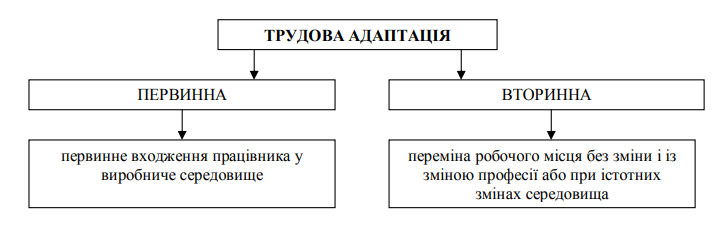 ТРУДОВА АДАПТАЦІЯ
ПЕРВИННА
ВТОРИННА
первинне входження працівника у
виробниче середовище
переміна робочого місця без зміни і із
зміною професії або при істотних
змінах середовища